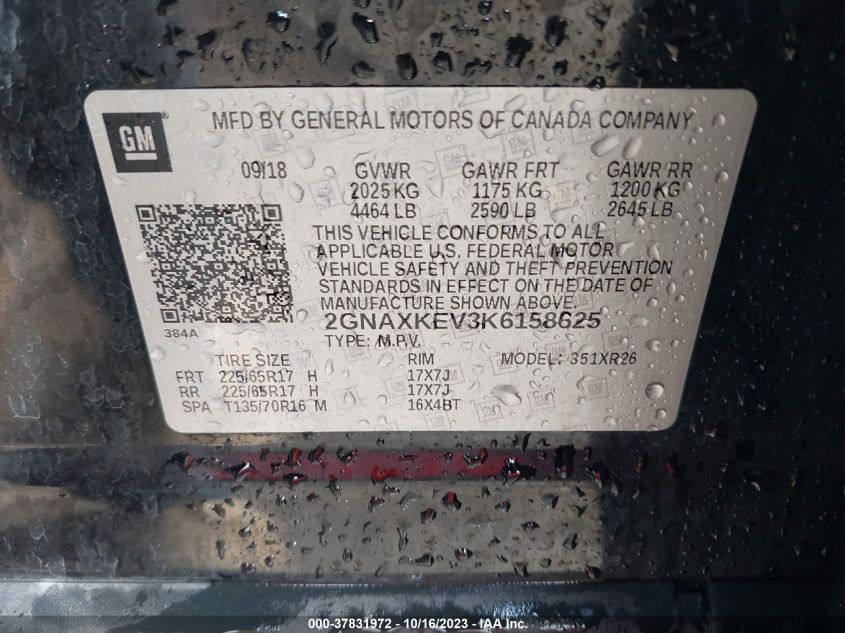 GM
MFD BY GENERAL MOTORS OF CANADA COMPANY
09/18 GVWR GAWR FRT GAWR RR
2025 KG 1175 KG 1200 KG
4464 LB 2590 LB 2645 LB
THIS VEHICLE CONFORMS TO ALL
APPLICABLE U.S. FEDERAL MOTOR
VEHICLE SAFETY AND THEFT PREVENTION
STANDARDS IN EFFECT ON THE DATE OF
MANUFACTURE SHOWN ABOVE.
384A
2GNAXKEV3K6158625
TYPE: M.P.V.
TIRE SIZE RIM MODEL: 351XR26
FRT 225/65R17 H 17X7J
RR 225/65R17 H 17X7J
SPA T135/70R16 M 16X4BT
000-37831972 - 10/16/2023 - IAA Inc.